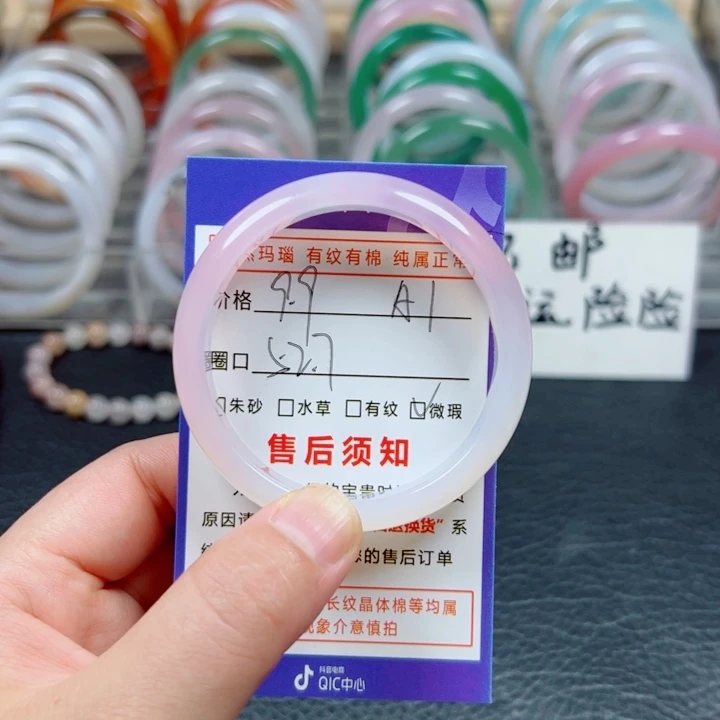 玛瑙 有纹有棉 纯属正常
价格 99 A1
圈口 52.7
朱砂 水草 有纹 微瑕
售后须知
原因请 换货" 系
的售后订单
长纹晶体棉等均属
现象介意慎拍
抖音电商
QIC中心
邮
运险险